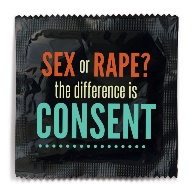 SEX or RAPE?
the difference is
CONSENT